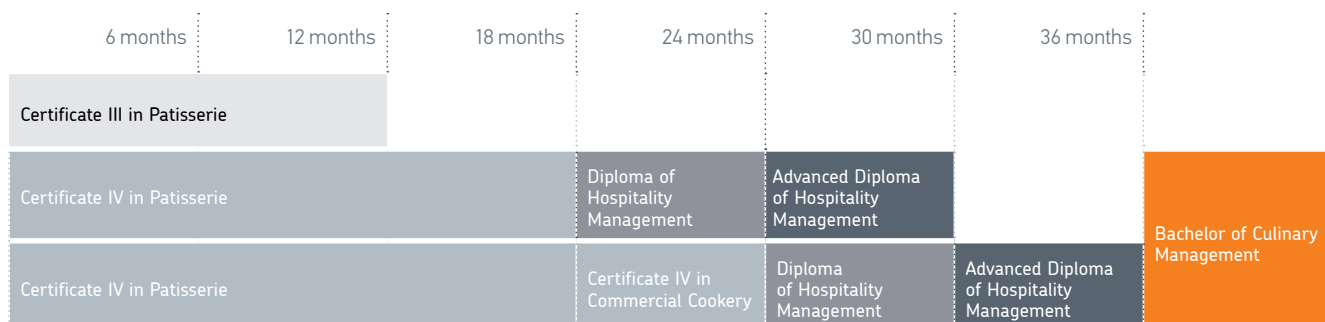 6 months 12 months 18 months 24 months 30 months 36 months
Certificate III in Patisserie
Certificate IV in Patisserie
Diploma of
Hospitality
Management
Advanced Diploma
of Hospitality
Management
Bachelor of Culinary
Management
Certificate IV in Patisserie
Certificate IV in
Commercial Cookery
Diploma
of Hospitality
Management
Advanced Diploma
of Hospitality
Management